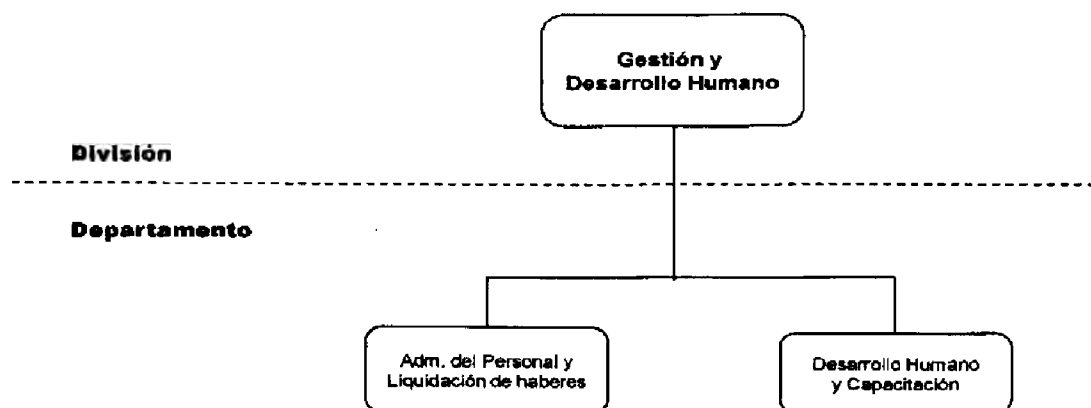 Gestión y
Desarrollo Humano
División
Departamento
Adm. del Personal y
Liquidación de haberes
Desarrollo Humano
y Capacitación